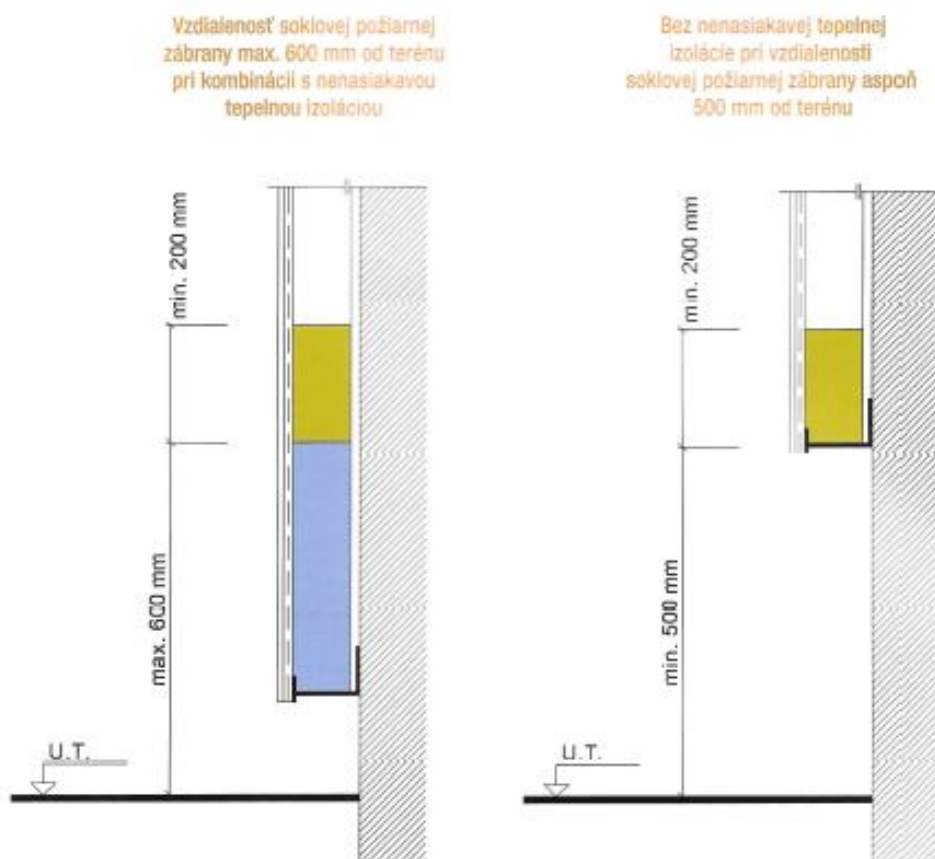 Vzdialenosť soklovej požiarnej
zábrany max. 600 mm od terénu
pri kombinácii s nenasiakavou
tepelnou izoláciou
Bez nenasiakavej tepelnej
izolácie pri vzdialenosti
soklovej požiarnej zábrany aspoň
500 mm od terénu
min. 200 mm
max. 600 mm
U.T.
min. 200 mm
min. 500 mm
U.T.